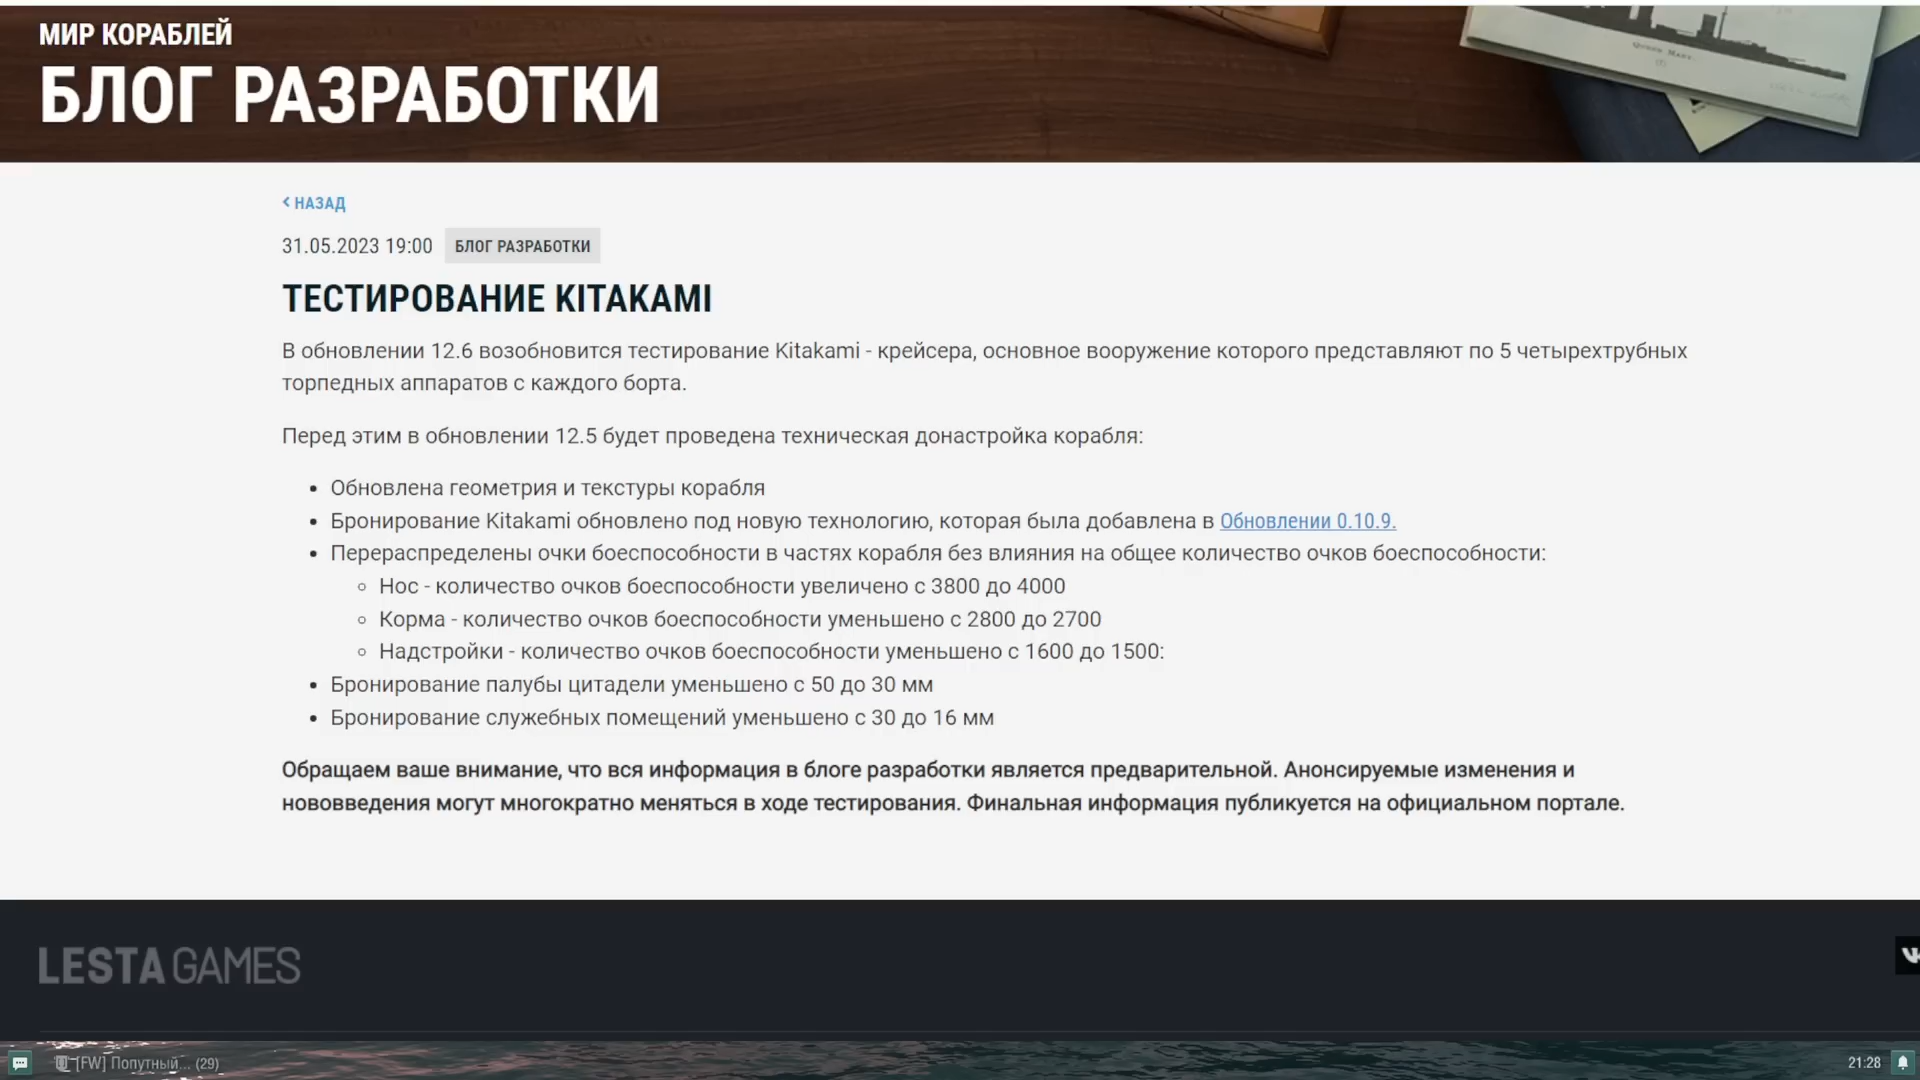 МИР КОРАБЛЕЙ
БЛОГ РАЗРАБОТКИ
QUEEN MARY.
НАЗАД
31.05.2023 19:00 БЛОГ РАЗРАБОТКИ
ТЕСТИРОВАНИЕ KITAKAMI
В обновлении 12.6 возобновится тестирование Kitakami - крейсера, основное вооружение которого представляют по 5 четырехтрубных
торпедных аппаратов с каждого борта.
Перед этим в обновлении 12.5 будет проведена техническая донастройка корабля:
• Обновлена геометрия и текстуры корабля
• Бронирование Kitakami обновлено под новую технологию, которая была добавлена в Обновлении 0.10.9.
• Перераспределены очки боеспособности в частях корабля без влияния на общее количество очков боеспособности:
◦ Нос - количество очков боеспособности увеличено с 3800 до 4000
◦ Корма - количество очков боеспособности уменьшено с 2800 до 2700
◦ Надстройки - количество очков боеспособности уменьшено с 1600 до 1500:
• Бронирование палубы цитадели уменьшено с 50 до 30 мм
• Бронирование служебных помещений уменьшено с 30 до 16 мм
Обращаем ваше внимание, что вся информация в блоге разработки является предварительной. Анонсируемые изменения и
нововведения могут многократно меняться в ходе тестирования. Финальная информация публикуется на официальном портале.
LESTA GAMES
[FW] Попутный... (29)
21:28